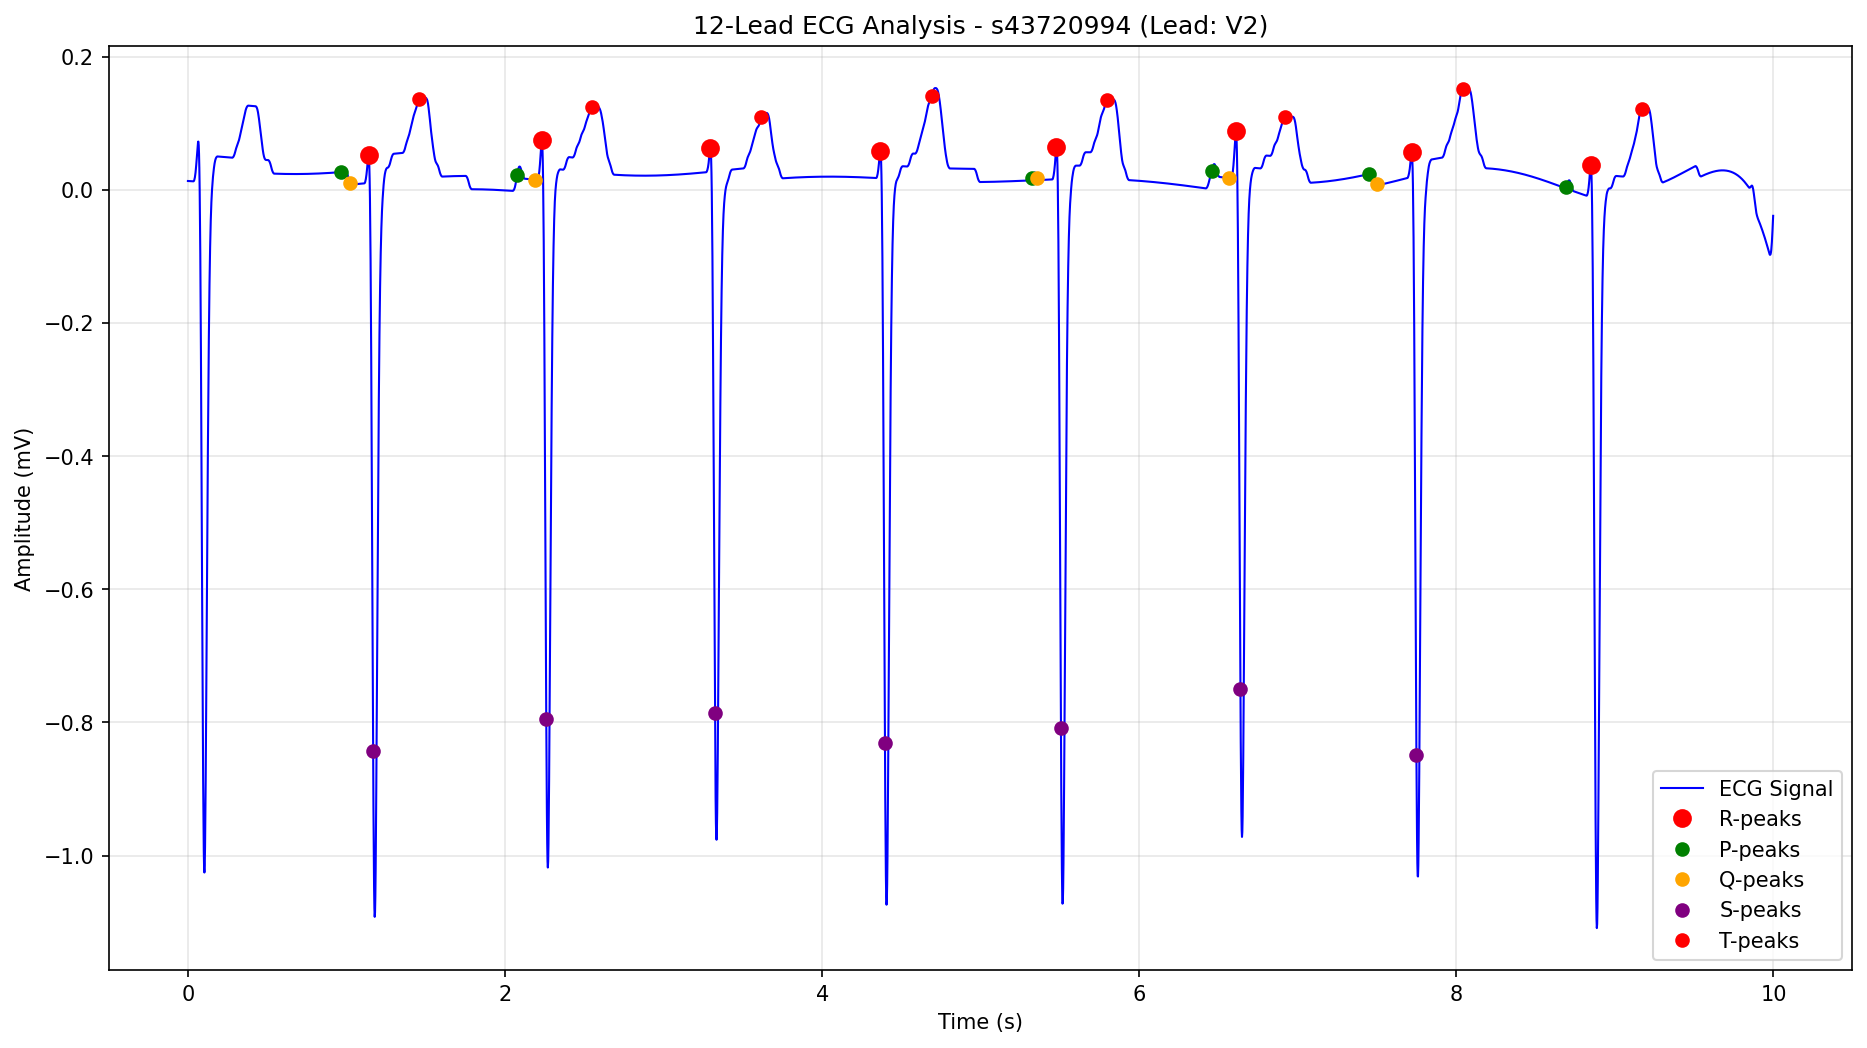 12-Lead ECG Analysis - s43720994 (Lead: V2)
0.2
0.0
−0.2
−0.4
−0.6
−0.8
−1.0
Amplitude (mV)
0 2 4 6 8 10
Time (s)
ECG Signal
R-peaks
P-peaks
Q-peaks
S-peaks
T-peaks